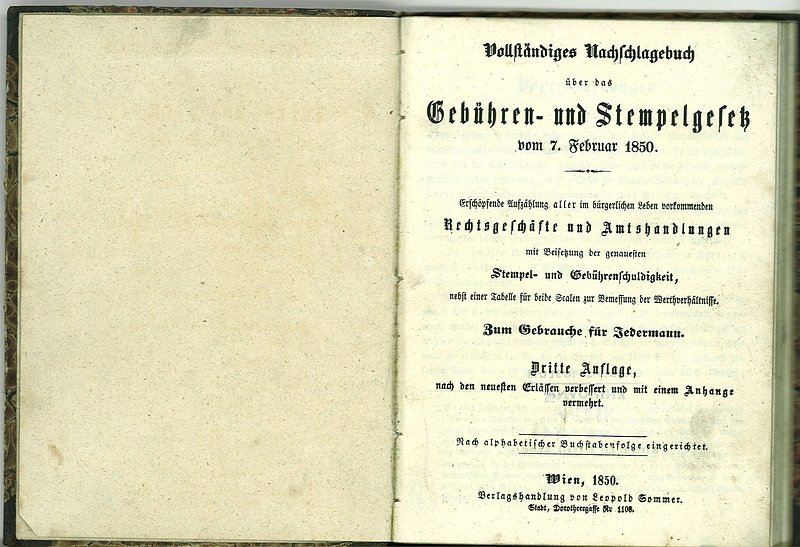 Vollständiges Nachschlagebuch
über das
Gebühren- und Stempelgesetz
vom 7. Februar 1850.
Erschöpfende Aufzählung aller im bürgerlichen Leben vorkommenden
Rechtsgeschäfte und Amtshandlungen
mit Beisetzung der genauesten
Stempel- und Gebührenschuldigkeit,
nebst einer Tabelle für beide Scalen zur Bemessung der Werthverhältnisse.
Zum Gebrauche für Jedermann.
Dritte Auflage,
nach den neuesten Erlässen verbessert und mit einem Anhange
vermehrt.
Nach alphabetischer Buchstabenfolge eingerichtet.
Wien, 1850.
Verlagshandlung von Leopold Sommer.
Stadt, Dorotheergasse Nr 1108.